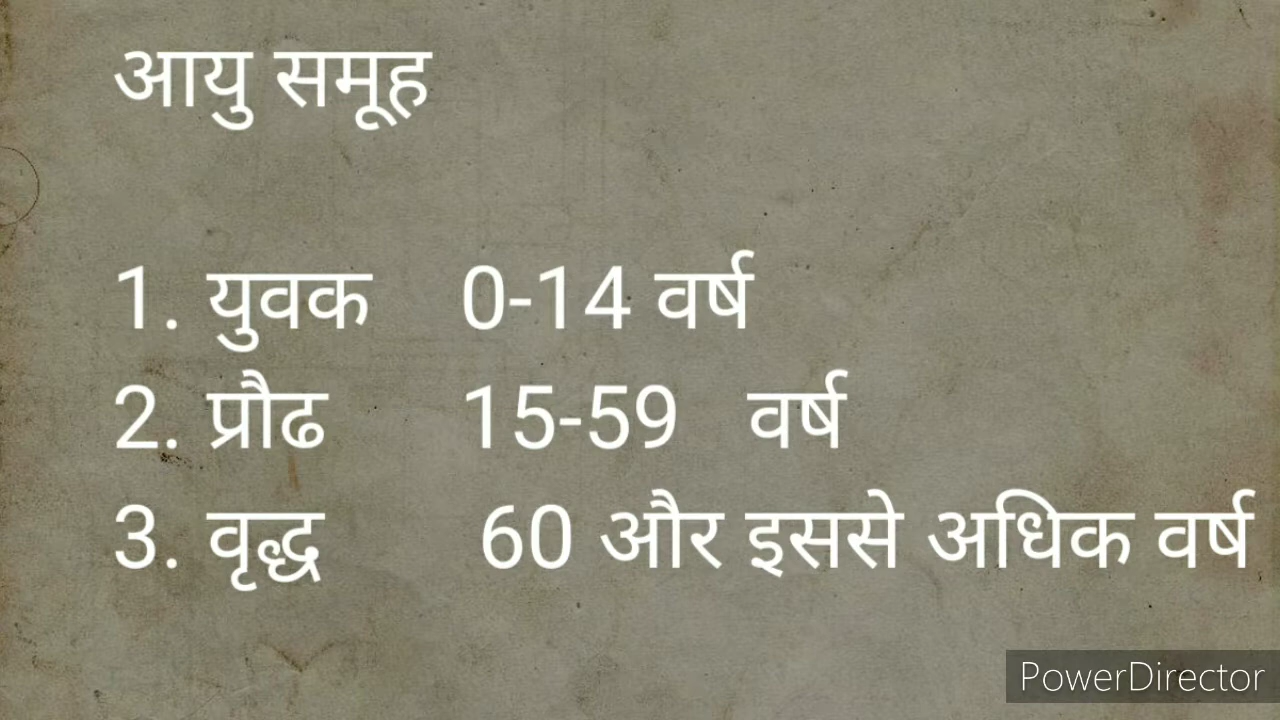 आयु समूह
1. युवक 0-14 वर्ष
2. प्रौढ 15-59 वर्ष
3. वृद्ध 60 और इससे अधिक वर्ष
PowerDirector